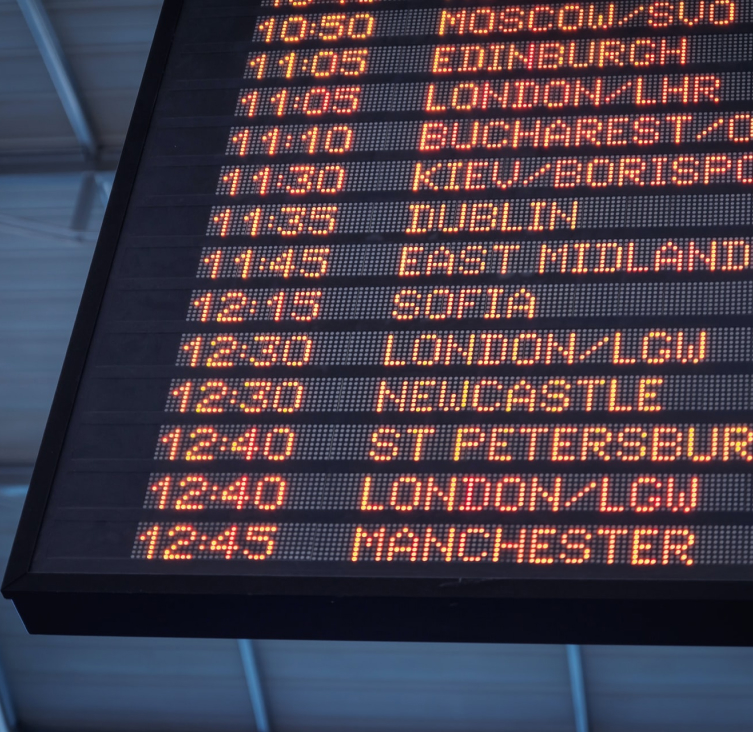 10:50 MOSCOW/SVO
11:05 EDINBURGH
11:05 LONDON/LHR
11:10 BUCHAREST/O
11:30 KIEV/BORISPO
11:35 DUBLIN
11:45 EAST MIDLAND
12:15 SOFIA
12:30 LONDON/LGW
12:30 NEWCASTLE
12:40 ST PETERSBUR
12:40 LONDON/LGW
12:45 MANCHESTER